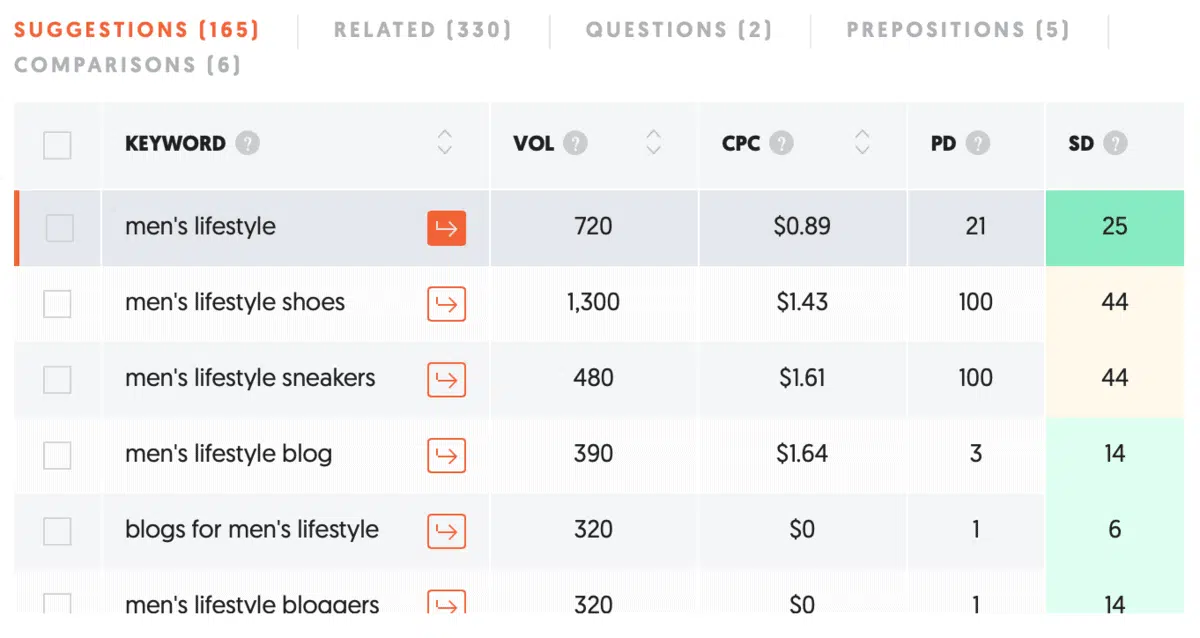 SUGGESTIONS (165) RELATED (330) QUESTIONS (2) PREPOSITIONS (5)
COMPARISONS (6)
KEYWORD ? VOL ? CPC ? PD ? SD ?
men's lifestyle 720 $0.89 21 25
men's lifestyle shoes 1,300 $1.43 100 44
men's lifestyle sneakers 480 $1.61 100 44
men's lifestyle blog 390 $1.64 3 14
blogs for men's lifestyle 320 $0 1 6
men's lifestyle bloggers 320 $0 1 14